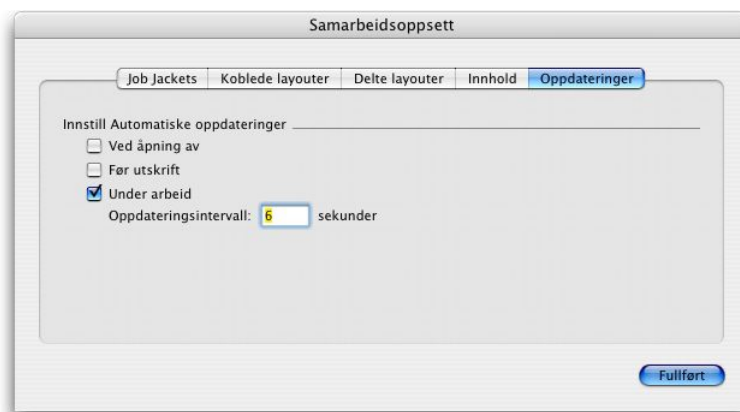 Samarbeidsoppsett
Job Jackets Koblede layouter Delte layouter Innhold Oppdateringer
Innstill Automatiske oppdateringer
Ved åpning av
Før utskrift
Under arbeid
Oppdateringsintervall: 6 sekunder
Fullført